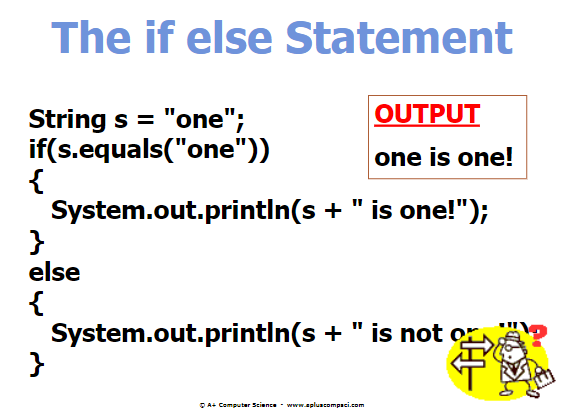 The if else Statement
String s = "one";
if(s.equals("one"))
{
System.out.println(s + " is one!");
}
else
{
System.out.println(s + " is not
}
OUTPUT
one is one!
?
© A+ Computer Science - www.apluscompsci.com